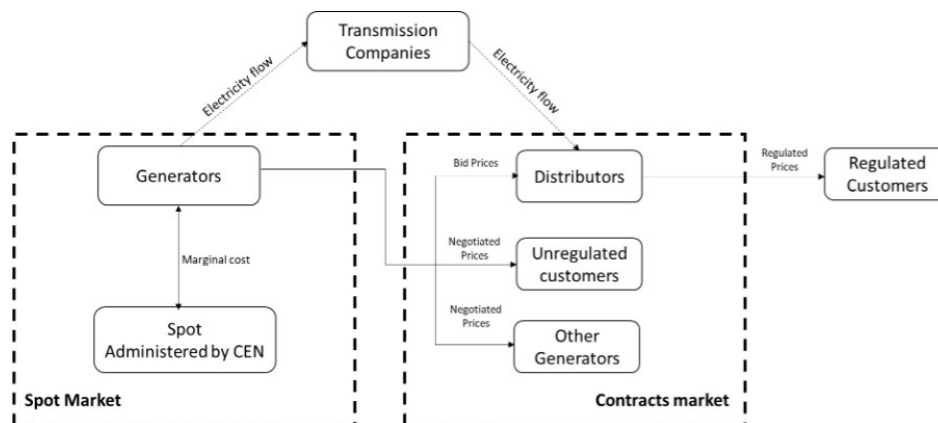 Transmission
Companies
Electricity flow
Electricity flow
Generators
Bid Prices
Distributors
Regulated
Prices
Regulated
Customers
Marginal cost
Negotiated
Prices
Unregulated
customers
Negotiated
Prices
Spot
Administered by CEN
Other
Generators
Spot Market
Contracts market